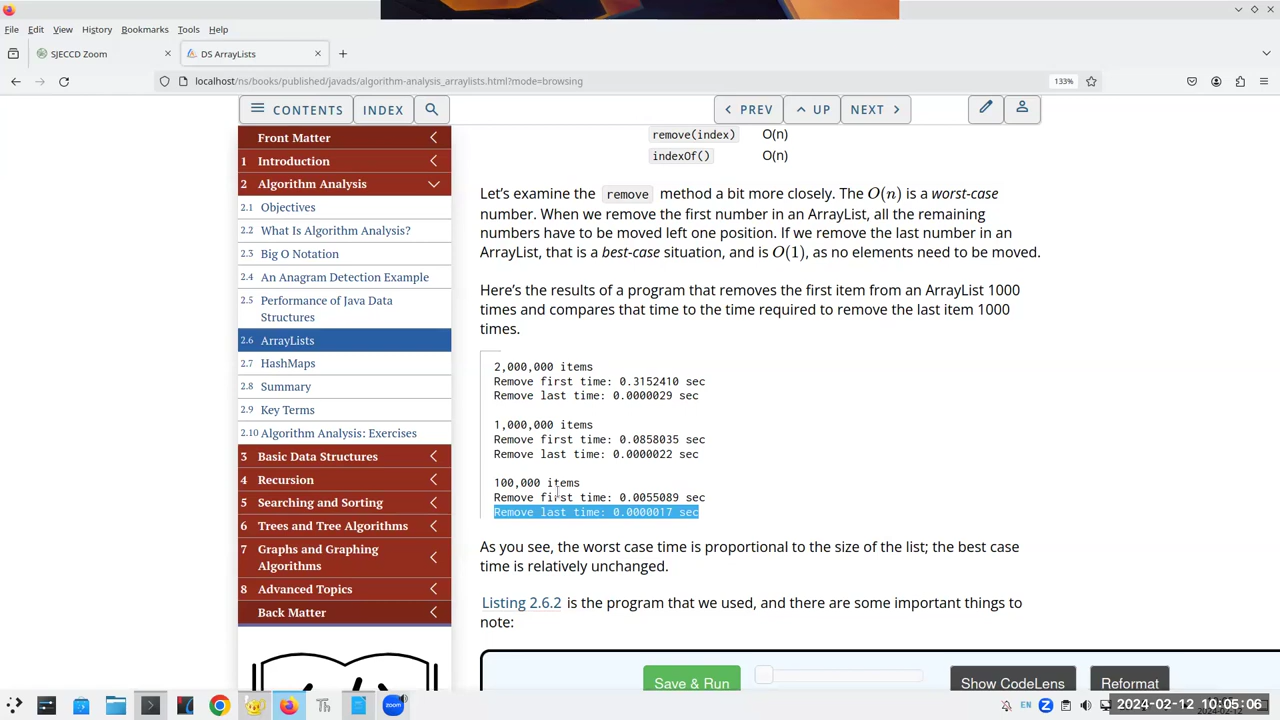 File Edit View History Bookmarks Tools Help
SJECCD Zoom
DS ArrayLists
localhost/ns/books/published/javads/algorithm-analysis_arraylists.html?mode=browsing
133%
CONTENTS
INDEX
PREV
UP
NEXT
Front Matter
1 Introduction
2 Algorithm Analysis
2.1 Objectives
2.2 What Is Algorithm Analysis?
2.3 Big O Notation
2.4 An Anagram Detection Example
2.5 Performance of Java Data
Structures
2.6 ArrayLists
2.7 HashMaps
2.8 Summary
2.9 Key Terms
2.10 Algorithm Analysis: Exercises
3 Basic Data Structures
4 Recursion
5 Searching and Sorting
6 Trees and Tree Algorithms
7 Graphs and Graphing
Algorithms
8 Advanced Topics
Back Matter
remove(index) O(n)
indexOf() O(n)
Let's examine the remove method a bit more closely. The O(n) is a worst-case
number. When we remove the first number in an ArrayList, all the remaining
numbers have to be moved left one position. If we remove the last number in an
ArrayList, that is a best-case situation, and is O(1), as no elements need to be moved.
Here's the results of a program that removes the first item from an ArrayList 1000
times and compares that time to the time required to remove the last item 1000
times.
2,000,000 items
Remove first time: 0.3152410 sec
Remove last time: 0.0000029 sec
1,000,000 items
Remove first time: 0.0858035 sec
Remove last time: 0.0000022 sec
100,000 items
Remove first time: 0.0055089 sec
Remove last time: 0.0000017 sec
As you see, the worst case time is proportional to the size of the list; the best case
time is relatively unchanged.
Listing 2.6.2 is the program that we used, and there are some important things to
note:
Save & Run
Show CodeLens
Reformat
Th
zoom
EN
Z
2024-02-12 10:05:06